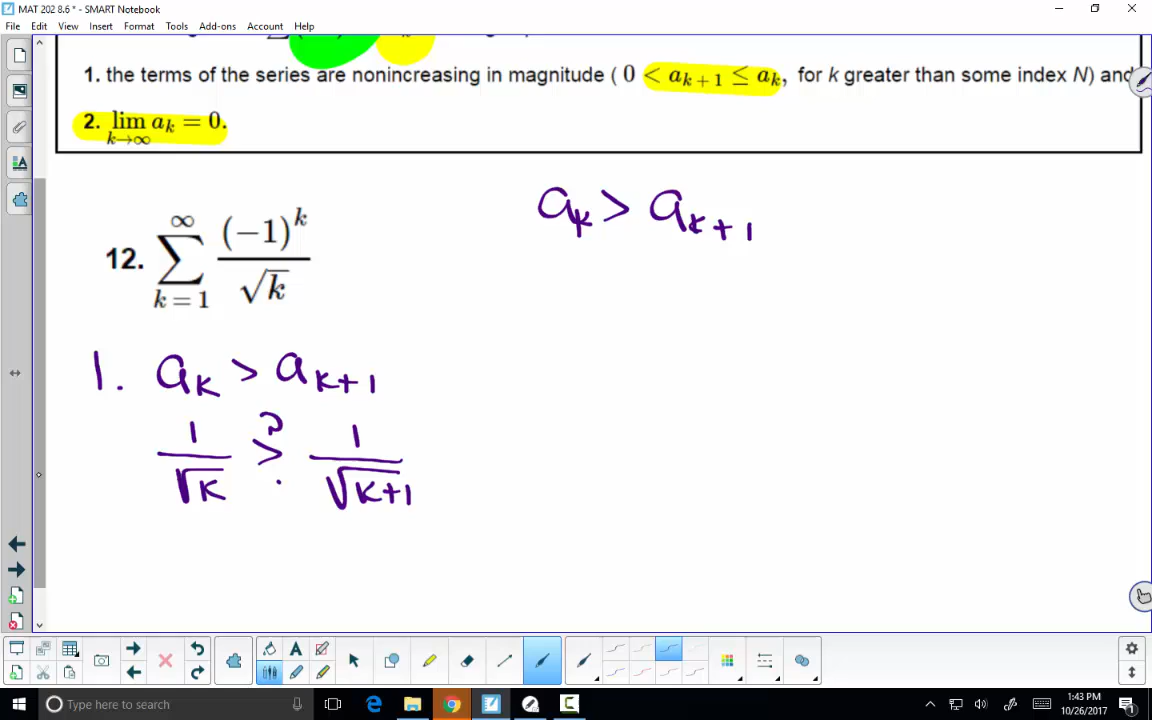 MAT 202 8.6 * - SMART Notebook
File Edit View Insert Format Tools Add-ons Account Help
1. the terms of the series are nonincreasing in magnitude ( 0 < a_{k+1} ≤ a_k, for k greater than some index N) and
2. lim_{k→∞} a_k = 0.
a_k > a_{k+1}
12. ∑_{k=1}^{∞} (−1)^k / √k
1. a_k > a_{k+1}
1/√k >? 1/√(k+1)
Type here to search
1:43 PM
10/26/2017
1